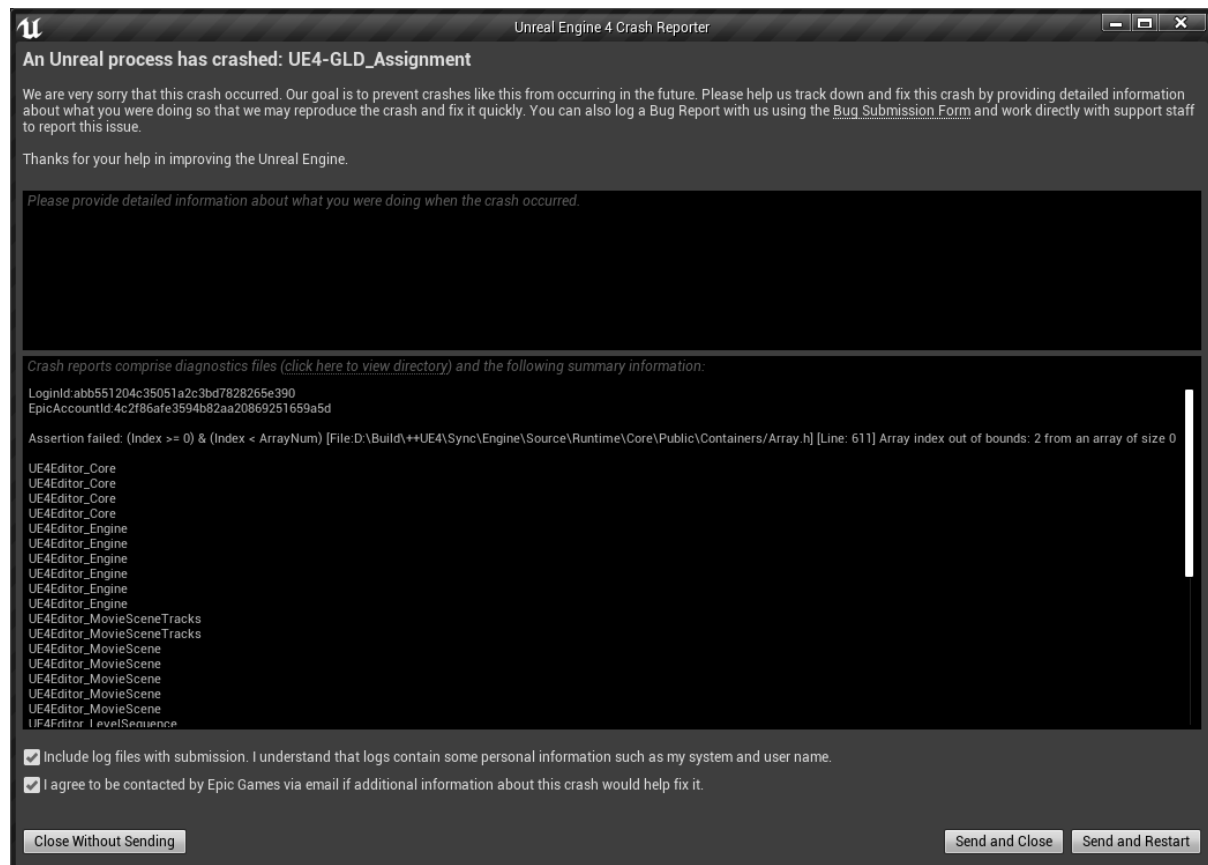 Unreal Engine 4 Crash Reporter
An Unreal process has crashed: UE4-GLD_Assignment
We are very sorry that this crash occurred. Our goal is to prevent crashes like this from occurring in the future. Please help us track down and fix this crash by providing detailed information
about what you were doing so that we may reproduce the crash and fix it quickly. You can also log a Bug Report with us using the Bug Submission Form and work directly with support staff
to report this issue.
Thanks for your help in improving the Unreal Engine.
Please provide detailed information about what you were doing when the crash occurred.
Crash reports comprise diagnostics files (click here to view directory) and the following summary information:
LoginId:abb551204c35051a2c3bd7828265e390
EpicAccountId:4c2f86afe3594b82aa20869251659a5d
Assertion failed: (Index >= 0) & (Index < ArrayNum) [File:D:\Build\++UE4\Sync\Engine\Source\Runtime\Core\Public\Containers/Array.h] [Line: 611] Array index out of bounds: 2 from an array of size 0
UE4Editor_Core
UE4Editor_Core
UE4Editor_Core
UE4Editor_Core
UE4Editor_Engine
UE4Editor_Engine
UE4Editor_Engine
UE4Editor_Engine
UE4Editor_Engine
UE4Editor_Engine
UE4Editor_MovieSceneTracks
UE4Editor_MovieSceneTracks
UE4Editor_MovieScene
UE4Editor_MovieScene
UE4Editor_MovieScene
UE4Editor_MovieScene
UE4Editor_MovieScene
UE4Editor_LevelSequence
Include log files with submission. I understand that logs contain some personal information such as my system and user name.
I agree to be contacted by Epic Games via email if additional information about this crash would help fix it.
Close Without Sending
Send and Close
Send and Restart